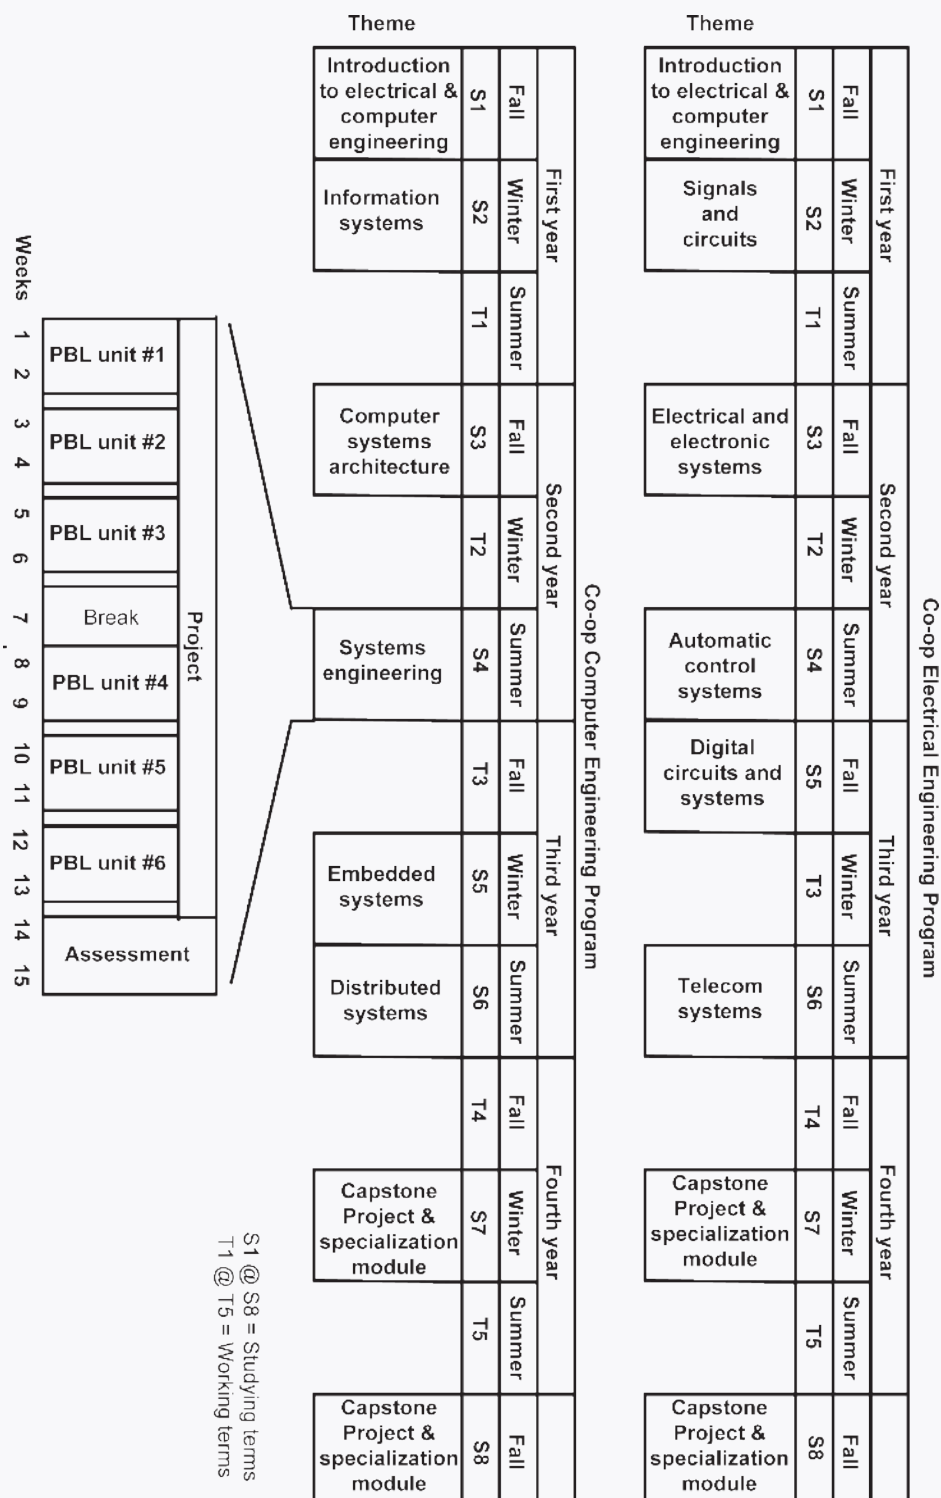 Co-op Electrical Engineering Program
First year
Second year
Third year
Fourth year
Fall
Winter
Summer
Fall
Winter
Summer
Fall
Winter
Summer
Fall
Winter
Summer
Fall
S1
S2
T1
S3
T2
S4
S5
T3
S6
T4
S7
T5
S8
Theme
Introduction
to electrical &
computer
engineering
Signals
and
circuits
Electrical and
electronic
systems
Automatic
control
systems
Digital
circuits and
systems
Telecom
systems
Capstone
Project &
specialization
module
Capstone
Project &
specialization
module
Co-op Computer Engineering Program
First year
Second year
Third year
Fourth year
Fall
Winter
Summer
Fall
Winter
Summer
Fall
Winter
Summer
Fall
Winter
Summer
Fall
S1
S2
T1
S3
T2
S4
T3
S5
S6
T4
S7
T5
S8
Theme
Introduction
to electrical &
computer
engineering
Information
systems
Computer
systems
architecture
Systems
engineering
Embedded
systems
Distributed
systems
Capstone
Project &
specialization
module
Capstone
Project &
specialization
module
Project
PBL unit #1
PBL unit #2
PBL unit #3
Break
PBL unit #4
PBL unit #5
PBL unit #6
Assessment
Weeks 1 2 3 4 5 6 7 8 9 10 11 12 13 14 15
S1 @ S8 = Studying terms
T1 @ T5 = Working terms